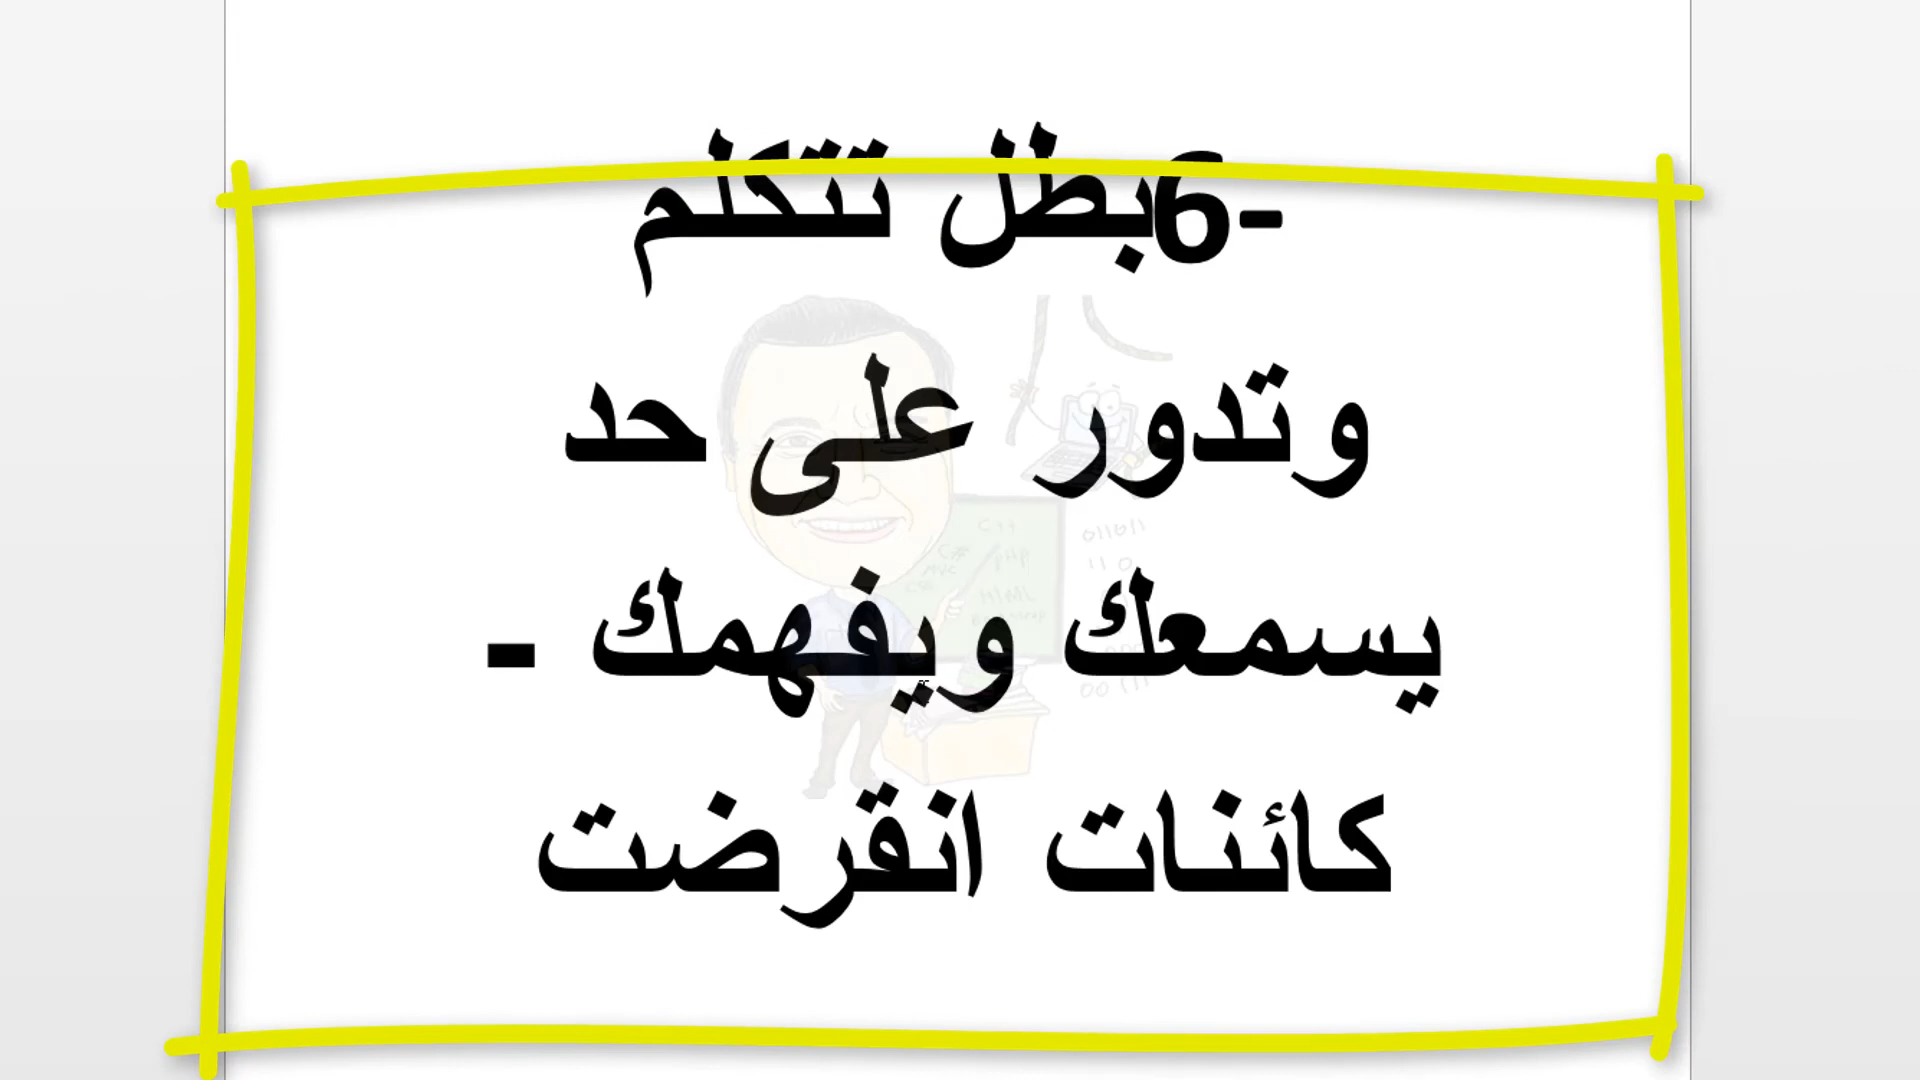 6-بطل تتكلم
وتدور على حد
يسمعك ويفهمك -
كائنات انقرضت